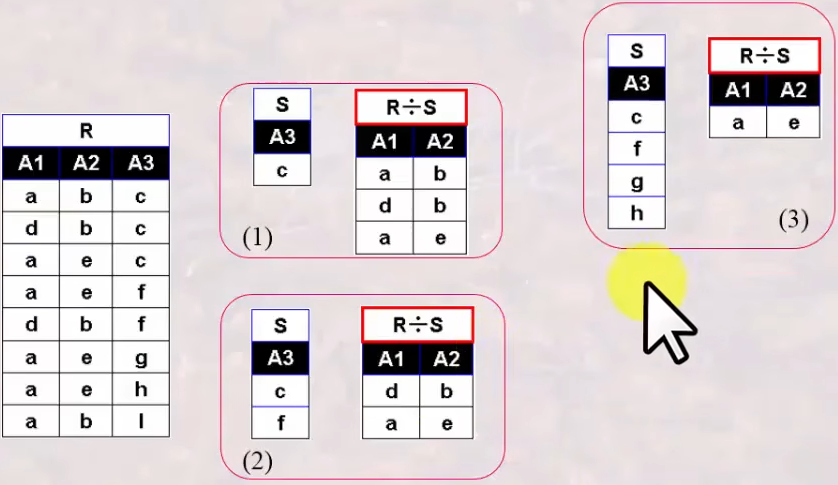 R
A1 A2 A3
a b c
d b c
a e c
a e f
d b f
a e g
a e h
a b l
S
A3
c
R÷S
A1 A2
a b
d b
a e
(1)
S
A3
c
f
R÷S
A1 A2
d b
a e
(2)
S
A3
c
f
g
h
R÷S
A1 A2
a e
(3)